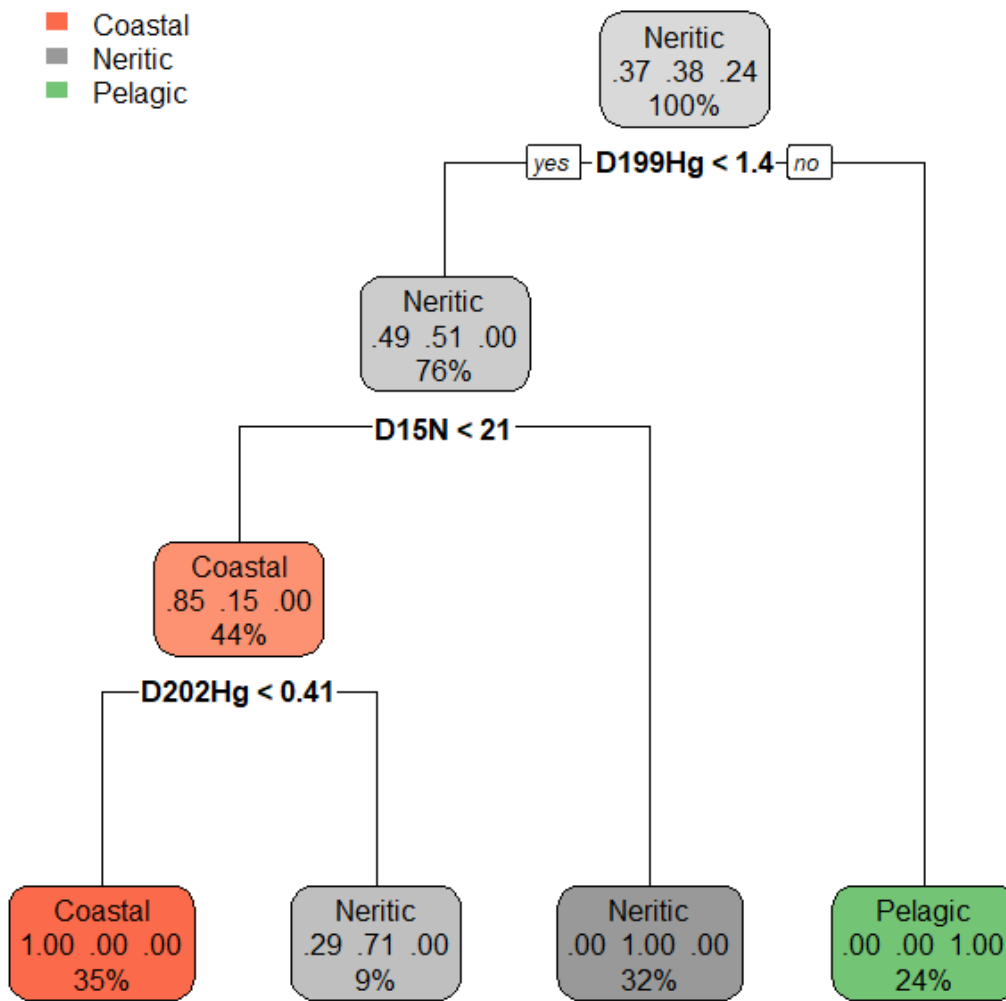 Coastal
Neritic
Pelagic
Neritic
.37 .38 .24
100%
yes D199Hg < 1.4 no
Neritic
.49 .51 .00
76%
D15N < 21
Coastal
.85 .15 .00
44%
D202Hg < 0.41
Coastal
1.00 .00 .00
35%
Neritic
.29 .71 .00
9%
Neritic
.00 1.00 .00
32%
Pelagic
.00 .00 1.00
24%